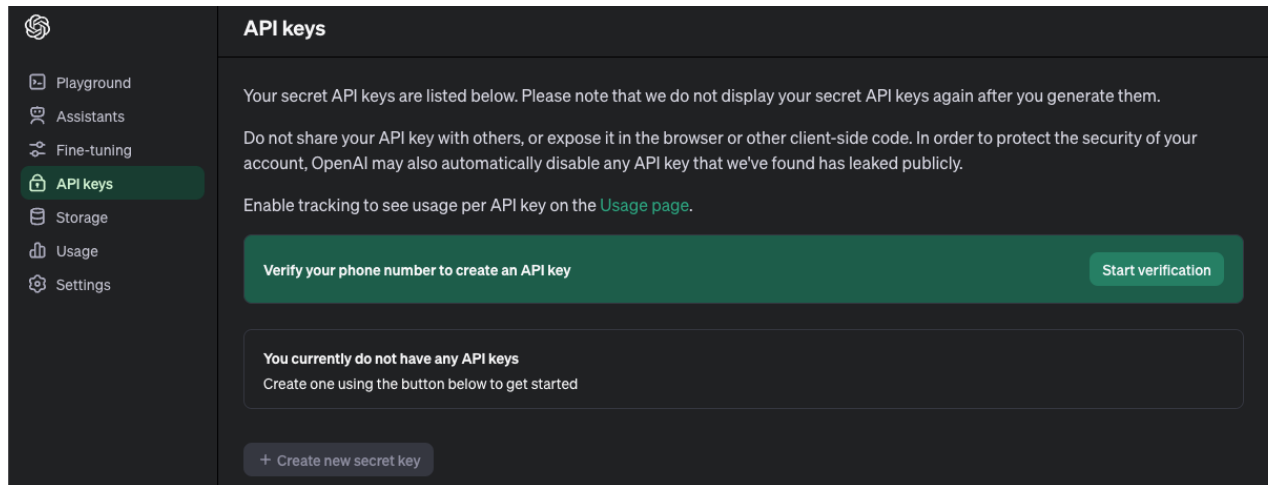 API keys
Playground
Assistants
Fine-tuning
API keys
Storage
Usage
Settings
Your secret API keys are listed below. Please note that we do not display your secret API keys again after you generate them.
Do not share your API key with others, or expose it in the browser or other client-side code. In order to protect the security of your
account, OpenAI may also automatically disable any API key that we've found has leaked publicly.
Enable tracking to see usage per API key on the Usage page.
Verify your phone number to create an API key
Start verification
You currently do not have any API keys
Create one using the button below to get started
+ Create new secret key